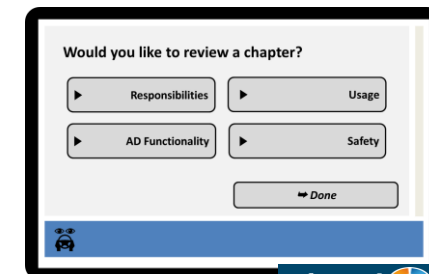 Would you like to review a chapter?
Responsibilities
Usage
AD Functionality
Safety
Done